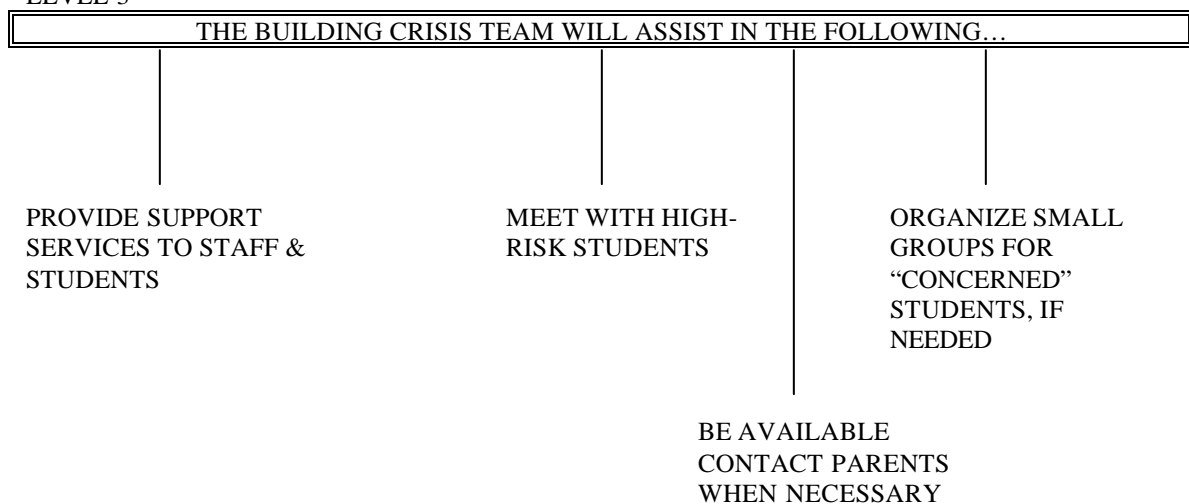 THE BUILDING CRISIS TEAM WILL ASSIST IN THE FOLLOWING…
PROVIDE SUPPORT
SERVICES TO STAFF &
STUDENTS
MEET WITH HIGH-
RISK STUDENTS
ORGANIZE SMALL
GROUPS FOR
“CONCERNED”
STUDENTS, IF
NEEDED
BE AVAILABLE
CONTACT PARENTS
WHEN NECESSARY